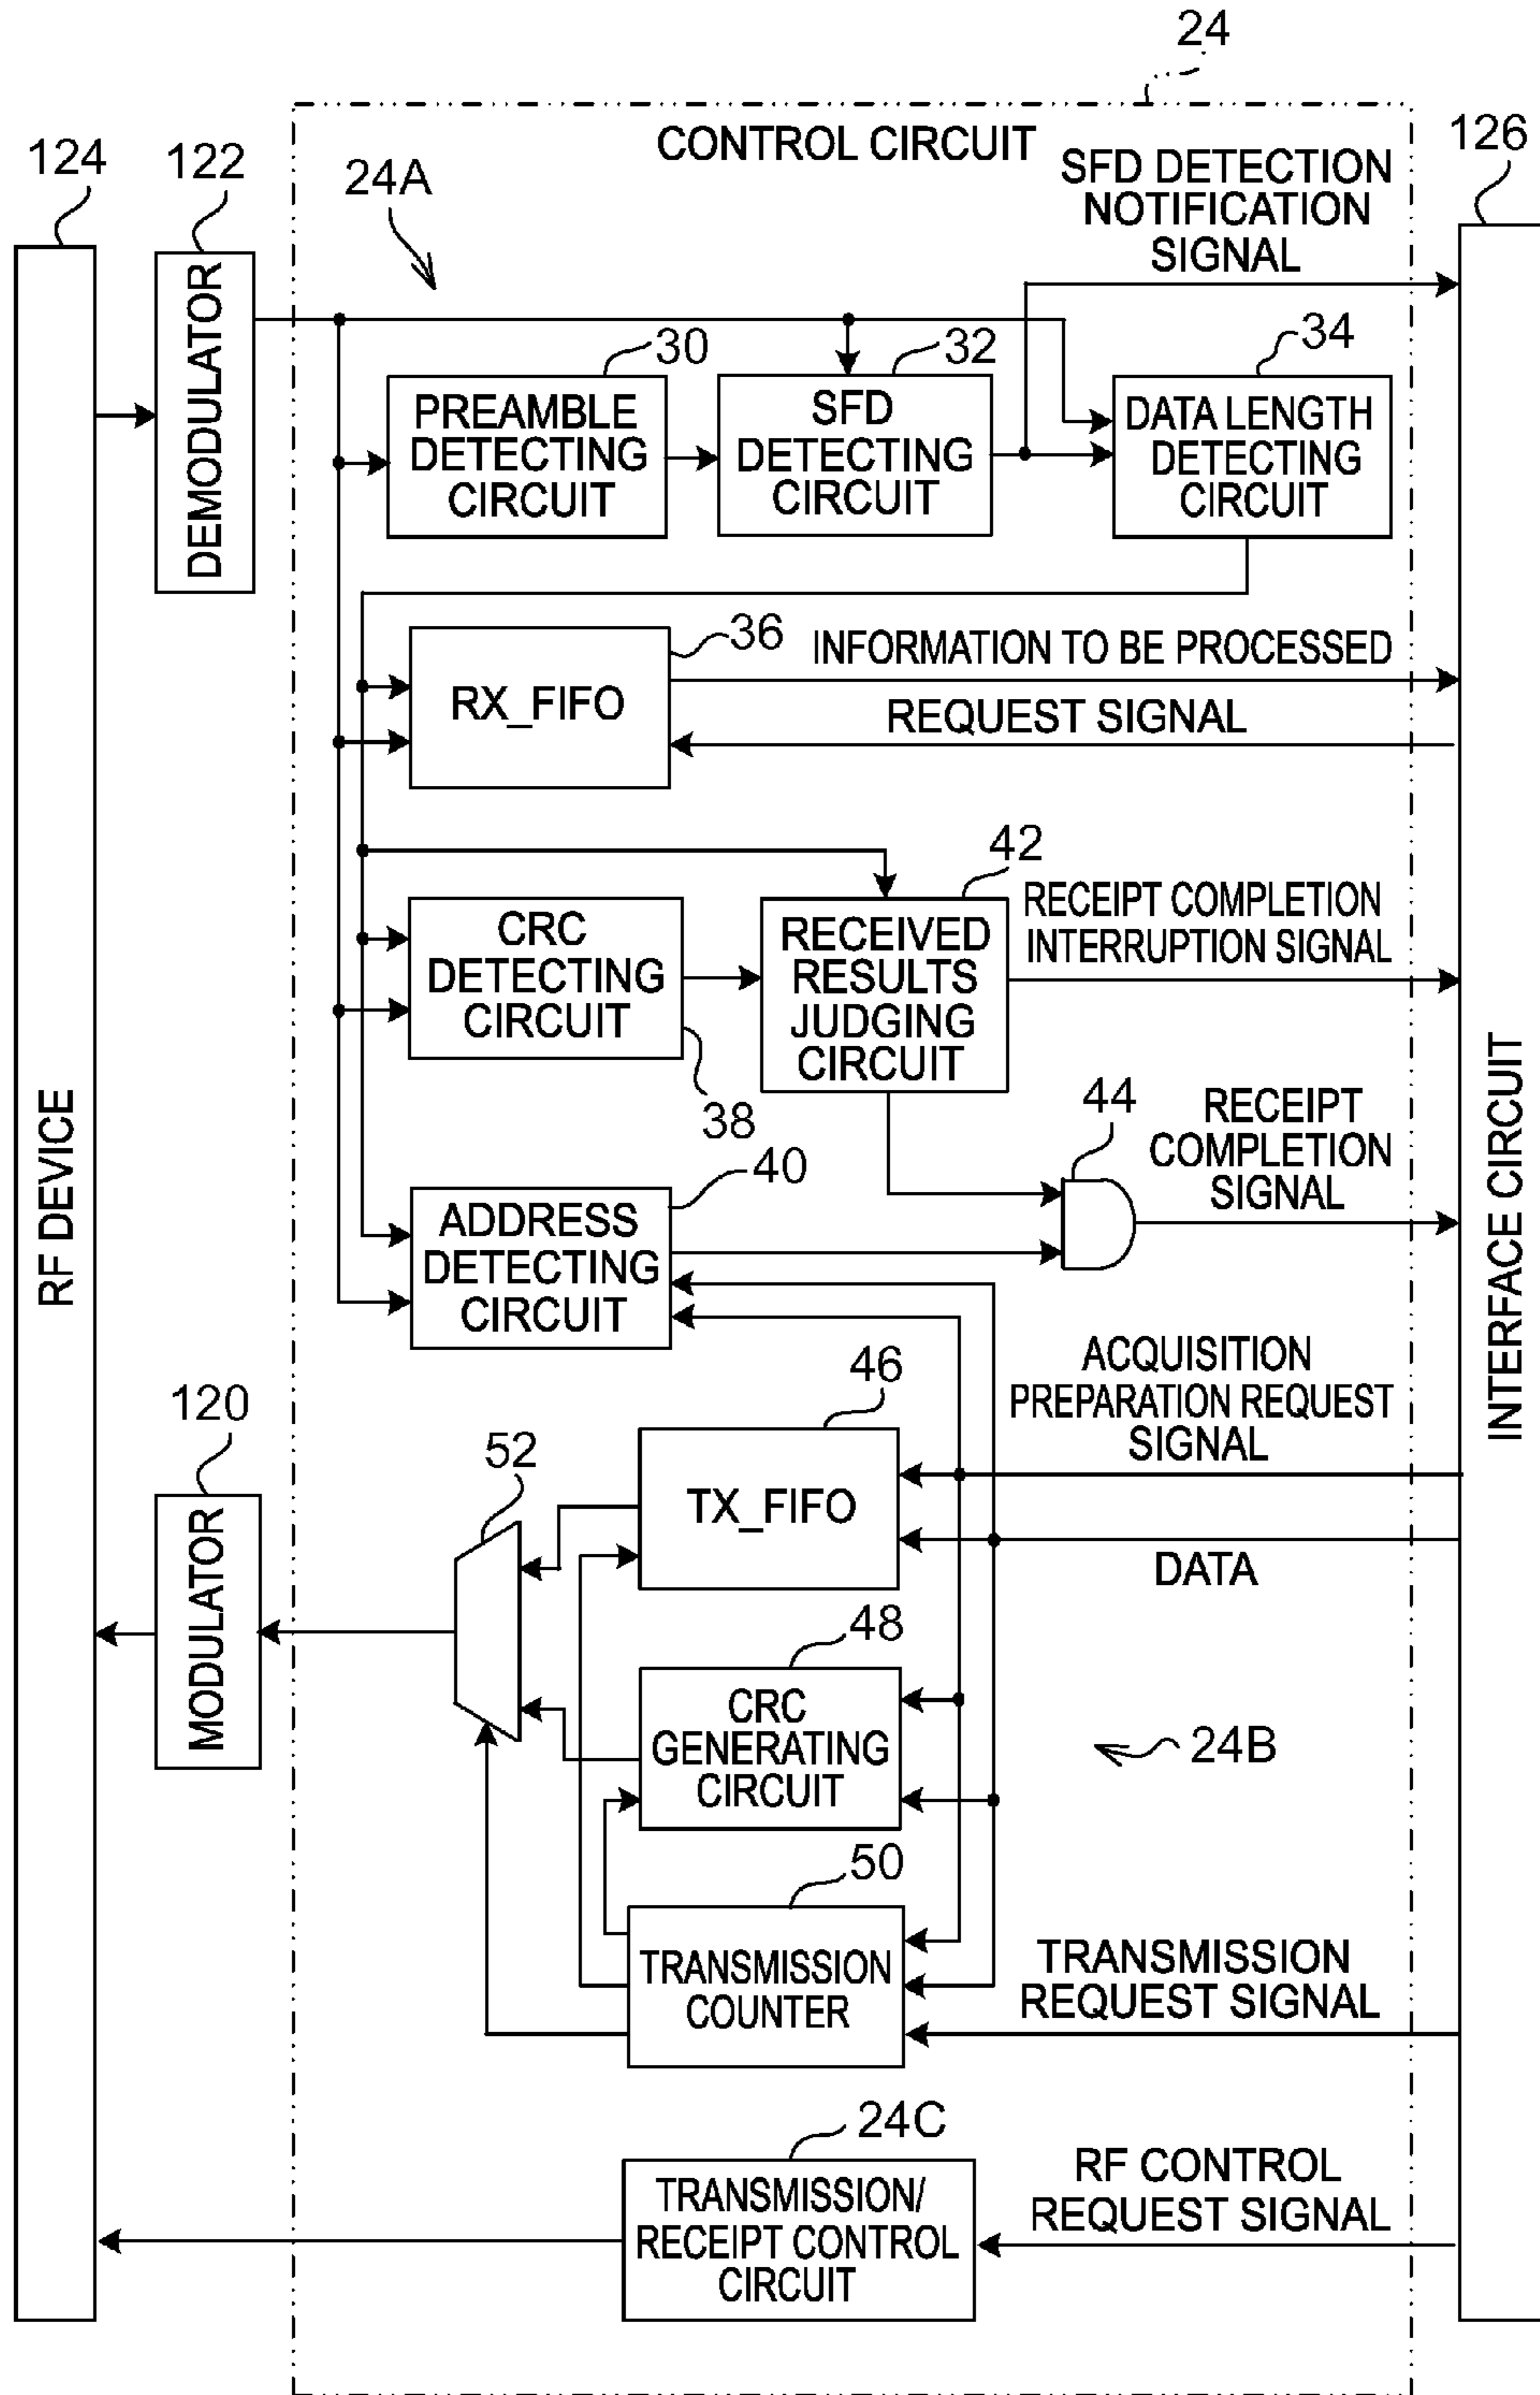 24
124
122
CONTROL CIRCUIT
24A
SFD DETECTION
NOTIFICATION
SIGNAL
126
DEMODULATOR
30
PREAMBLE
DETECTING
CIRCUIT
32
SFD
DETECTING
CIRCUIT
34
DATA LENGTH
DETECTING
CIRCUIT
36
RX_FIFO
INFORMATION TO BE PROCESSED
REQUEST SIGNAL
42
CRC
DETECTING
CIRCUIT
38
RECEIVED
RESULTS
JUDGING
CIRCUIT
RECEIPT COMPLETION
INTERRUPTION SIGNAL
44
RECEIPT
COMPLETION
SIGNAL
RF DEVICE
40
ADDRESS
DETECTING
CIRCUIT
INTERFACE CIRCUIT
ACQUISITION
PREPARATION REQUEST
SIGNAL
46
TX_FIFO
DATA
120
MODULATOR
52
48
CRC
GENERATING
CIRCUIT
24B
50
TRANSMISSION
COUNTER
TRANSMISSION
REQUEST SIGNAL
24C
TRANSMISSION/
RECEIPT CONTROL
CIRCUIT
RF CONTROL
REQUEST SIGNAL